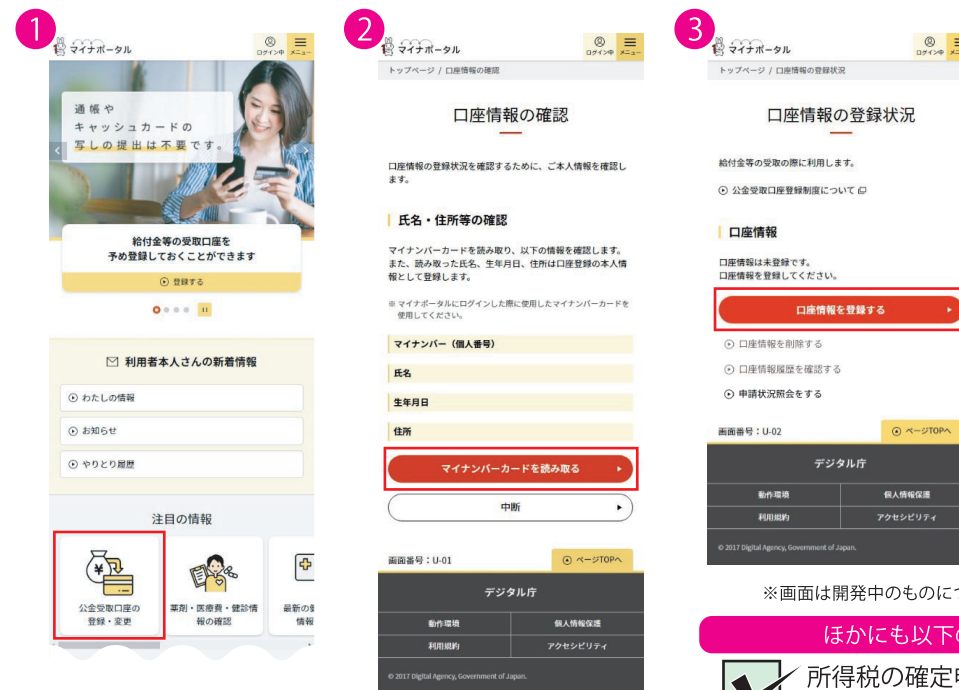 1
マイナポータル
ログイン中
メニュー
通帳や
キャッシュカードの
写しの提出は不要です。
給付金等の受取口座を
予め登録しておくことができます
登録する
利用者本人さんの新着情報
わたしの情報
お知らせ
やりとり履歴
注目の情報
公金受取口座の
登録・変更
薬剤・医療費・健診情
報の確認
最新の
情報
2
マイナポータル
ログイン中
メニュー
トップページ / 口座情報の確認
口座情報の確認
口座情報の登録状況を確認するために、ご本人情報を確認し
ます。
氏名・住所等の確認
マイナンバーカードを読み取り、以下の情報を確認します。
また、読み取った氏名、生年月日、住所は口座登録の本人情
報として登録します。
※ マイナポータルにログインした際に使用したマイナンバーカードを
使用してください。
マイナンバー（個人番号）
氏名
生年月日
住所
マイナンバーカードを読み取る
中断
画面番号：U-01
ページTOPへ
デジタル庁
動作環境
個人情報保護
利用規約
アクセシビリティ
© 2017 Digital Agency, Government of Japan.
3
マイナポータル
ログイン中
トップページ / 口座情報の登録状況
口座情報の登録状況
給付金等の受取の際に利用します。
公金受取口座登録制度について
口座情報
口座情報は未登録です。
口座情報を登録してください。
口座情報を登録する
口座情報を削除する
口座情報履歴を確認する
申請状況照会をする
画面番号：U-02
ページTOPへ
デジタル庁
動作環境
個人情報保護
利用規約
アクセシビリティ
© 2017 Digital Agency, Government of Japan.
※画面は開発中のものにつ
ほかにも以下の
所得税の確定申